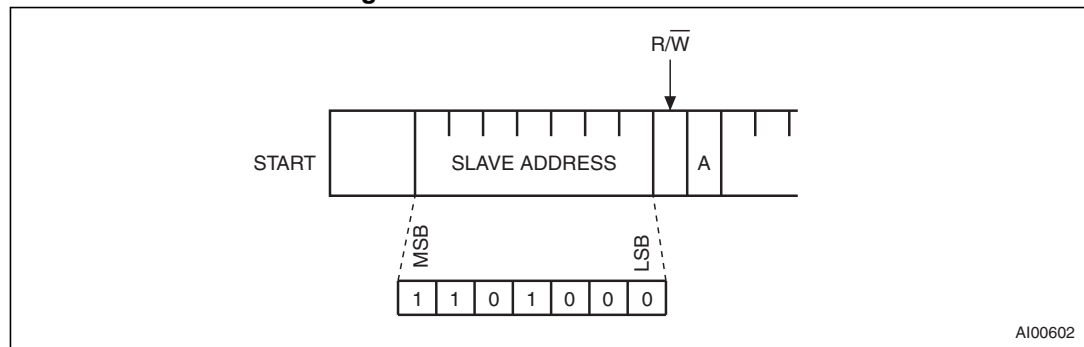 R/W
START
SLAVE ADDRESS
A
MSB
LSB
1 1 0 1 0 0 0
AI00602